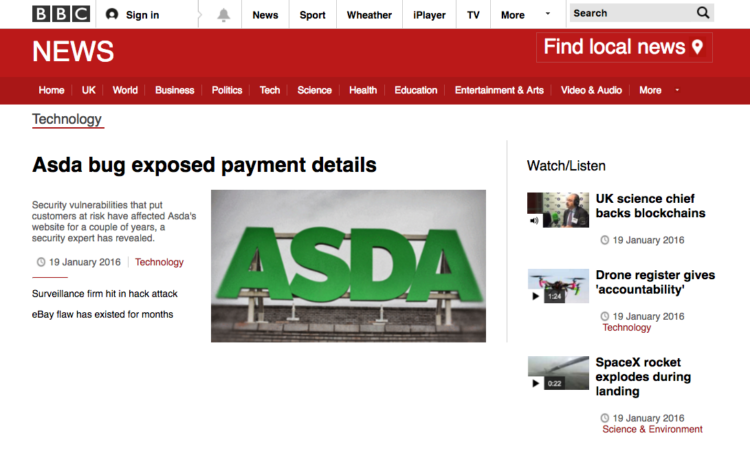 BBC Sign in News Sport Wheather iPlayer TV More Search
NEWS
Find local news
Home UK World Business Politics Tech Science Health Education Entertainment & Arts Video & Audio More
Technology
Asda bug exposed payment details
Security vulnerabilities that put
customers at risk have affected Asda's
website for a couple of years, a
security expert has revealed.
19 January 2016 Technology
Surveillance firm hit in hack attack
eBay flaw has existed for months
ASDA
Watch/Listen
UK science chief
backs blockchains
19 January 2016
Drone register gives
'accountability'
1:24
19 January 2016
Technology
SpaceX rocket
explodes during
landing
0:22
19 January 2016
Science & Environment